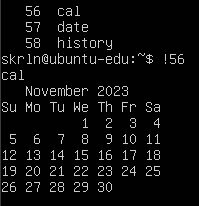 56  cal
57  date
58  history
skrln@ubuntu-edu:~$ !56
cal
November 2023
Su Mo Tu We Th Fr Sa
1  2  3  4
5  6  7  8  9 10 11
12 13 14 15 16 17 18
19 20 21 22 23 24 25
26 27 28 29 30